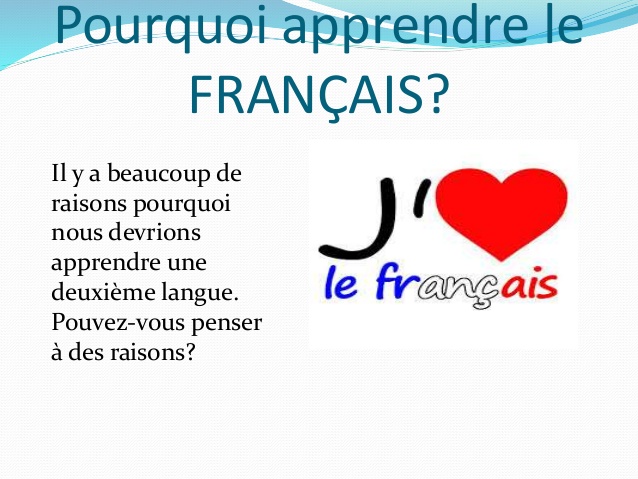 Pourquoi apprendre le
FRANÇAIS?
Il y a beaucoup de
raisons pourquoi
nous devrions
apprendre une
deuxième langue.
Pouvez-vous penser
à des raisons?
J'
le français